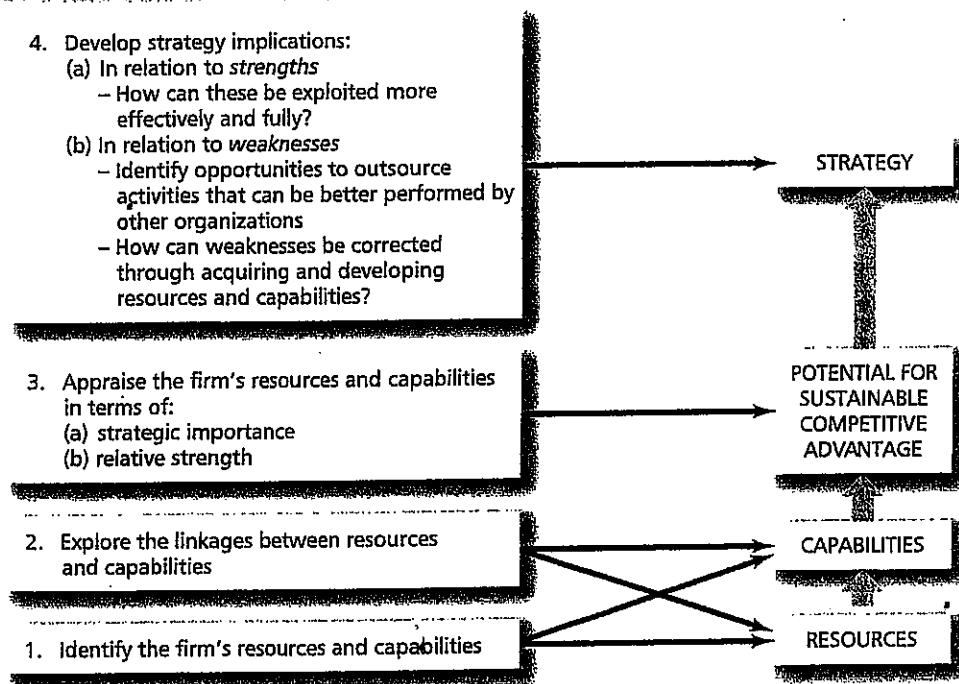 4. Develop strategy implications:
(a) In relation to strengths
– How can these be exploited more
effectively and fully?
(b) In relation to weaknesses
– Identify opportunities to outsource
activities that can be better performed by
other organizations
– How can weaknesses be corrected
through acquiring and developing
resources and capabilities?
STRATEGY
3. Appraise the firm's resources and capabilities
in terms of:
(a) strategic importance
(b) relative strength
POTENTIAL FOR
SUSTAINABLE
COMPETITIVE
ADVANTAGE
2. Explore the linkages between resources
and capabilities
CAPABILITIES
1. Identify the firm's resources and capabilities
RESOURCES